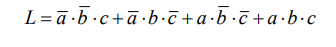 L = a̅ · b̅ · c + a̅ · b · c̅ + a · b̅ · c̅ + a · b · c